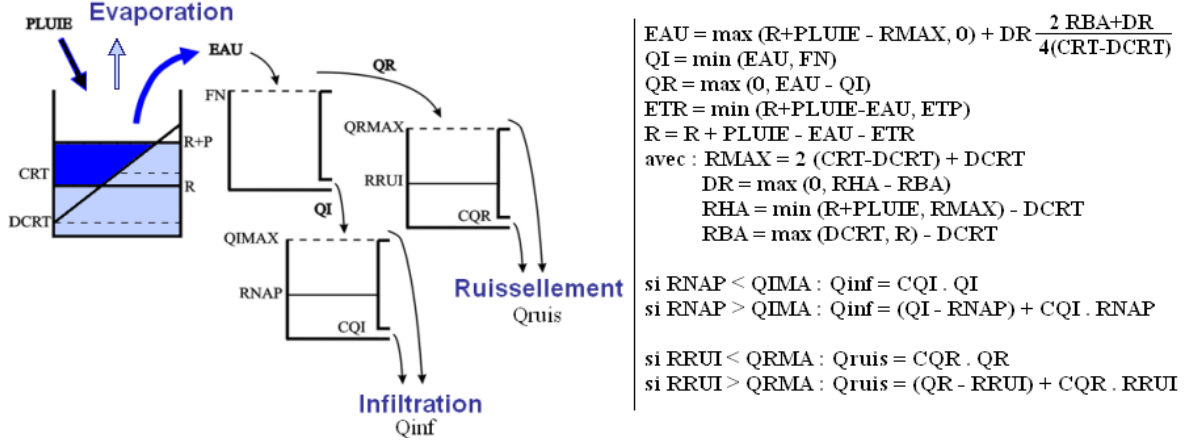 Evaporation
PLUIE
EAU
QR
FN
QRMAX
R+P
CRT
R
RRUI
DCRT
QI
CQR
QIMAX
RNAP
CQI
Ruissellement
Qruis
Infiltration
Qinf
EAU = max (R+PLUIE - RMAX, 0) + DR 2 RBA+DR / 4(CRT-DCRT)
QI = min (EAU, FN)
QR = max (0, EAU - QI)
ETR = min (R+PLUIE-EAU, ETP)
R = R + PLUIE - EAU - ETR
avec : RMAX = 2 (CRT-DCRT) + DCRT
DR = max (0, RHA - RBA)
RHA = min (R+PLUIE, RMAX) - DCRT
RBA = max (DCRT, R) - DCRT
si RNAP < QIMA : Qinf = CQI . QI
si RNAP > QIMA : Qinf = (QI - RNAP) + CQI . RNAP
si RRUI < QRMA : Qruis = CQR . QR
si RRUI > QRMA : Qruis = (QR - RRUI) + CQR . RRUI